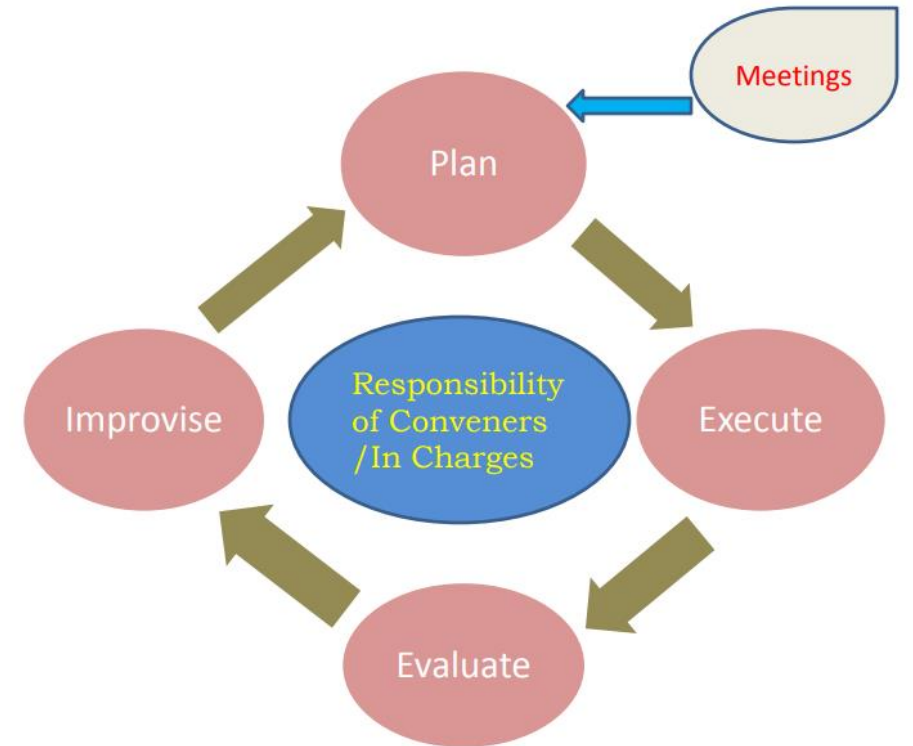 Meetings
Plan
Improvise
Responsibility
of Conveners
/In Charges
Execute
Evaluate